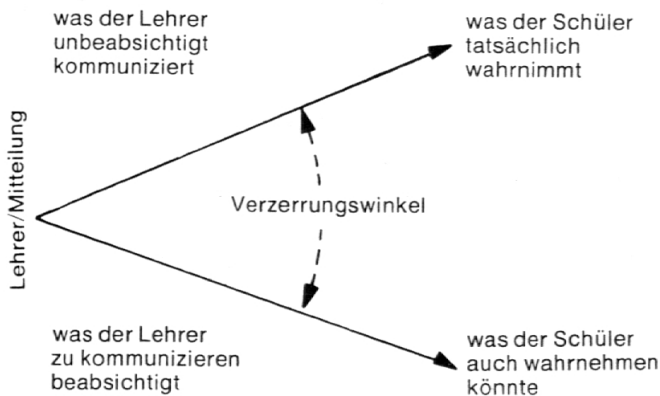 was der Lehrer
unbeabsichtigt
kommuniziert
was der Schüler
tatsächlich
wahrnimmt
Lehrer/Mitteilung
Verzerrungswinkel
was der Lehrer
zu kommunizieren
beabsichtigt
was der Schüler
auch wahrnehmen
könnte